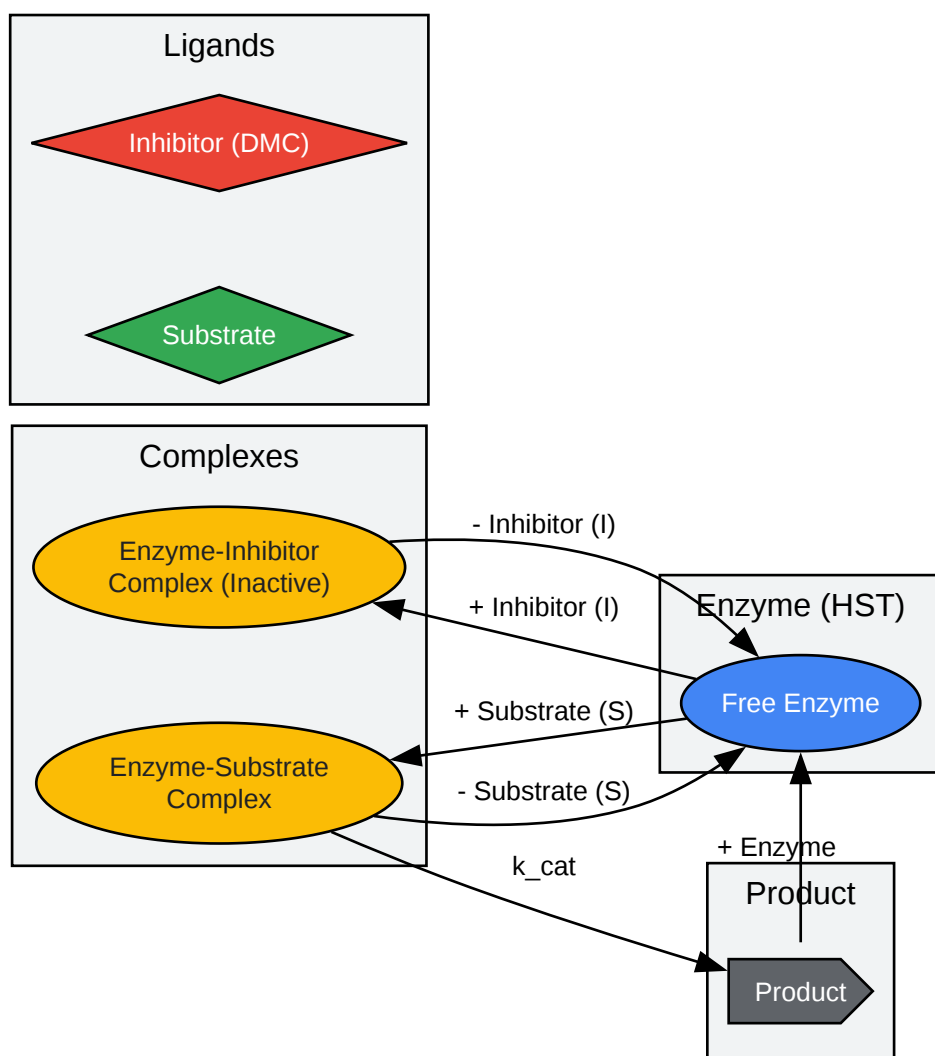 Ligands
Inhibitor (DMC)
Substrate
Complexes
Enzyme-Inhibitor
Complex (Inactive)
- Inhibitor (I)
+ Inhibitor (I)
Enzyme (HST)
Free Enzyme
+ Substrate (S)
Enzyme-Substrate
Complex
- Substrate (S)
k_cat
+ Enzyme
Product
Product